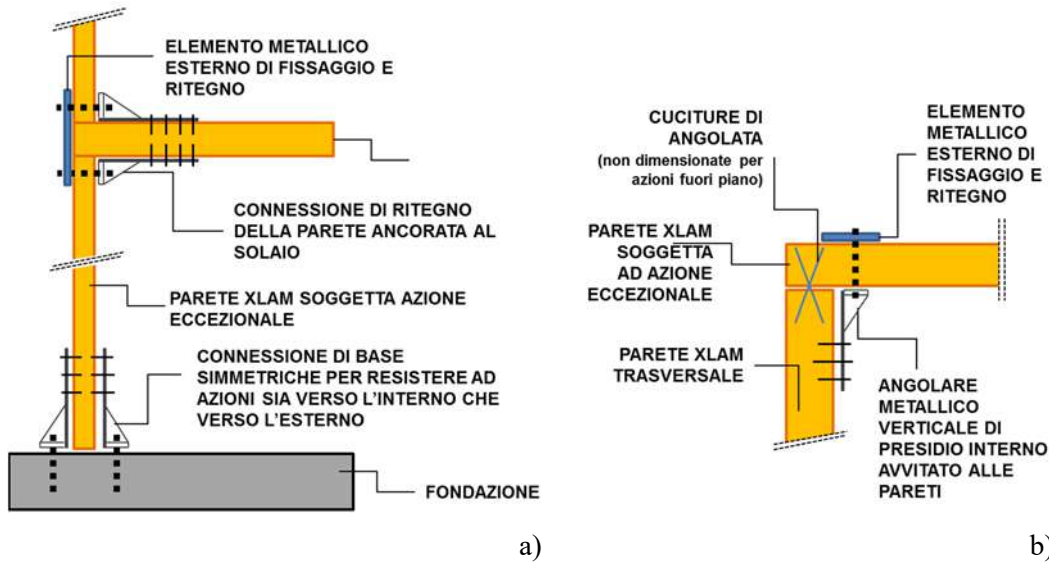 ELEMENTO METALLICO
ESTERNO DI FISSAGGIO E
RITEGNO
CONNESSIONE DI RITEGNO
DELLA PARETE ANCORATA AL
SOLAIO
PARETE XLAM SOGGETTA AZIONE
ECCEZIONALE
CONNESSIONE DI BASE
SIMMETRICHE PER RESISTERE AD
AZIONI SIA VERSO L'INTERNO CHE
VERSO L'ESTERNO
FONDAZIONE
a)
CUCITURE DI
ANGOLATA
(non dimensionate per
azioni fuori piano)
ELEMENTO
METALLICO
ESTERNO DI
FISSAGGIO E
RITEGNO
PARETE XLAM
SOGGETTA
AD AZIONE
ECCEZIONALE
PARETE XLAM
TRASVERSALE
ANGOLARE
METALLICO
VERTICALE DI
PRESIDIO INTERNO
AVVITATO ALLE
PARETI
b)